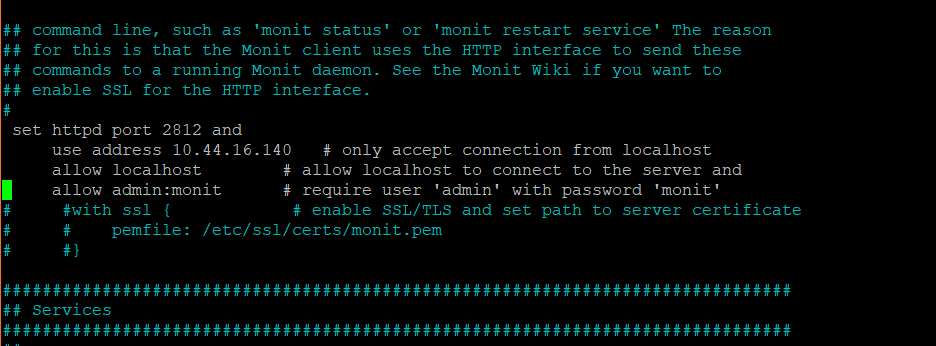 ## command line, such as 'monit status' or 'monit restart service' The reason
## for this is that the Monit client uses the HTTP interface to send these
## commands to a running Monit daemon. See the Monit Wiki if you want to
## enable SSL for the HTTP interface.
#
 set httpd port 2812 and
     use address 10.44.16.140   # only accept connection from localhost
     allow localhost        # allow localhost to connect to the server and
     allow admin:monit      # require user 'admin' with password 'monit'
#     #with ssl {            # enable SSL/TLS and set path to server certificate
#     #    pemfile: /etc/ssl/certs/monit.pem
#     #}
###############################################################################
## Services
###############################################################################
##